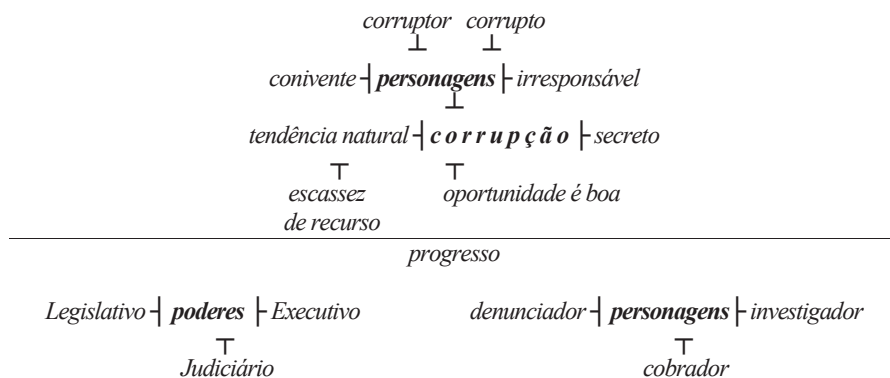 corruptor corrupto
conivente personagens irresponsável
tendência natural corrupção secreto
escassez oportunidade é boa
de recurso
progresso
Legislativo poderes Executivo denunciador personagens investigador
Judiciário cobrador